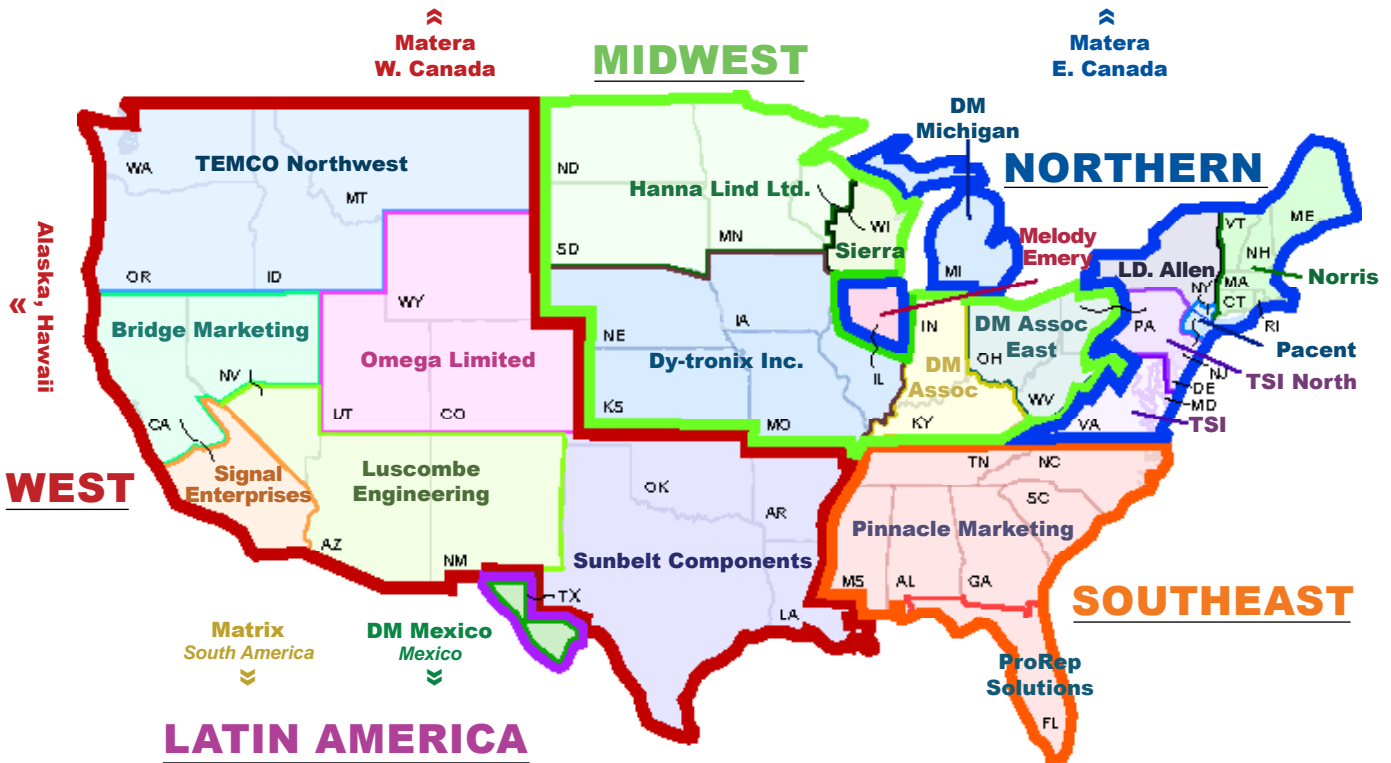 Matera
W. Canada
MIDWEST
Matera
E. Canada
DM
Michigan
NORTHERN
WA
TEMCO Northwest
MT
OR
ID
ND
Hanna Lind Ltd.
SD
MN
WI
Sierra
MI
Melody
Emery
VT
ME
NH
LD. Allen
NY
MA
CT
RI
Norris
Alaska, Hawaii
Bridge Marketing
NV
CA
WY
Omega Limited
UT
CO
NE
IA
Dy-tronix Inc.
KS
MO
IL
IN
DM
Assoc
KY
DM Assoc
East
OH
WV
PA
Pacent
NJ
TSI North
DE
MD
TSI
VA
WEST
Signal
Enterprises
Luscombe
Engineering
AZ
NM
OK
AR
Sunbelt Components
TX
LA
TN
NC
SC
Pinnacle Marketing
MS
AL
GA
SOUTHEAST
ProRep
Solutions
FL
Matrix
South America
DM Mexico
Mexico
LATIN AMERICA